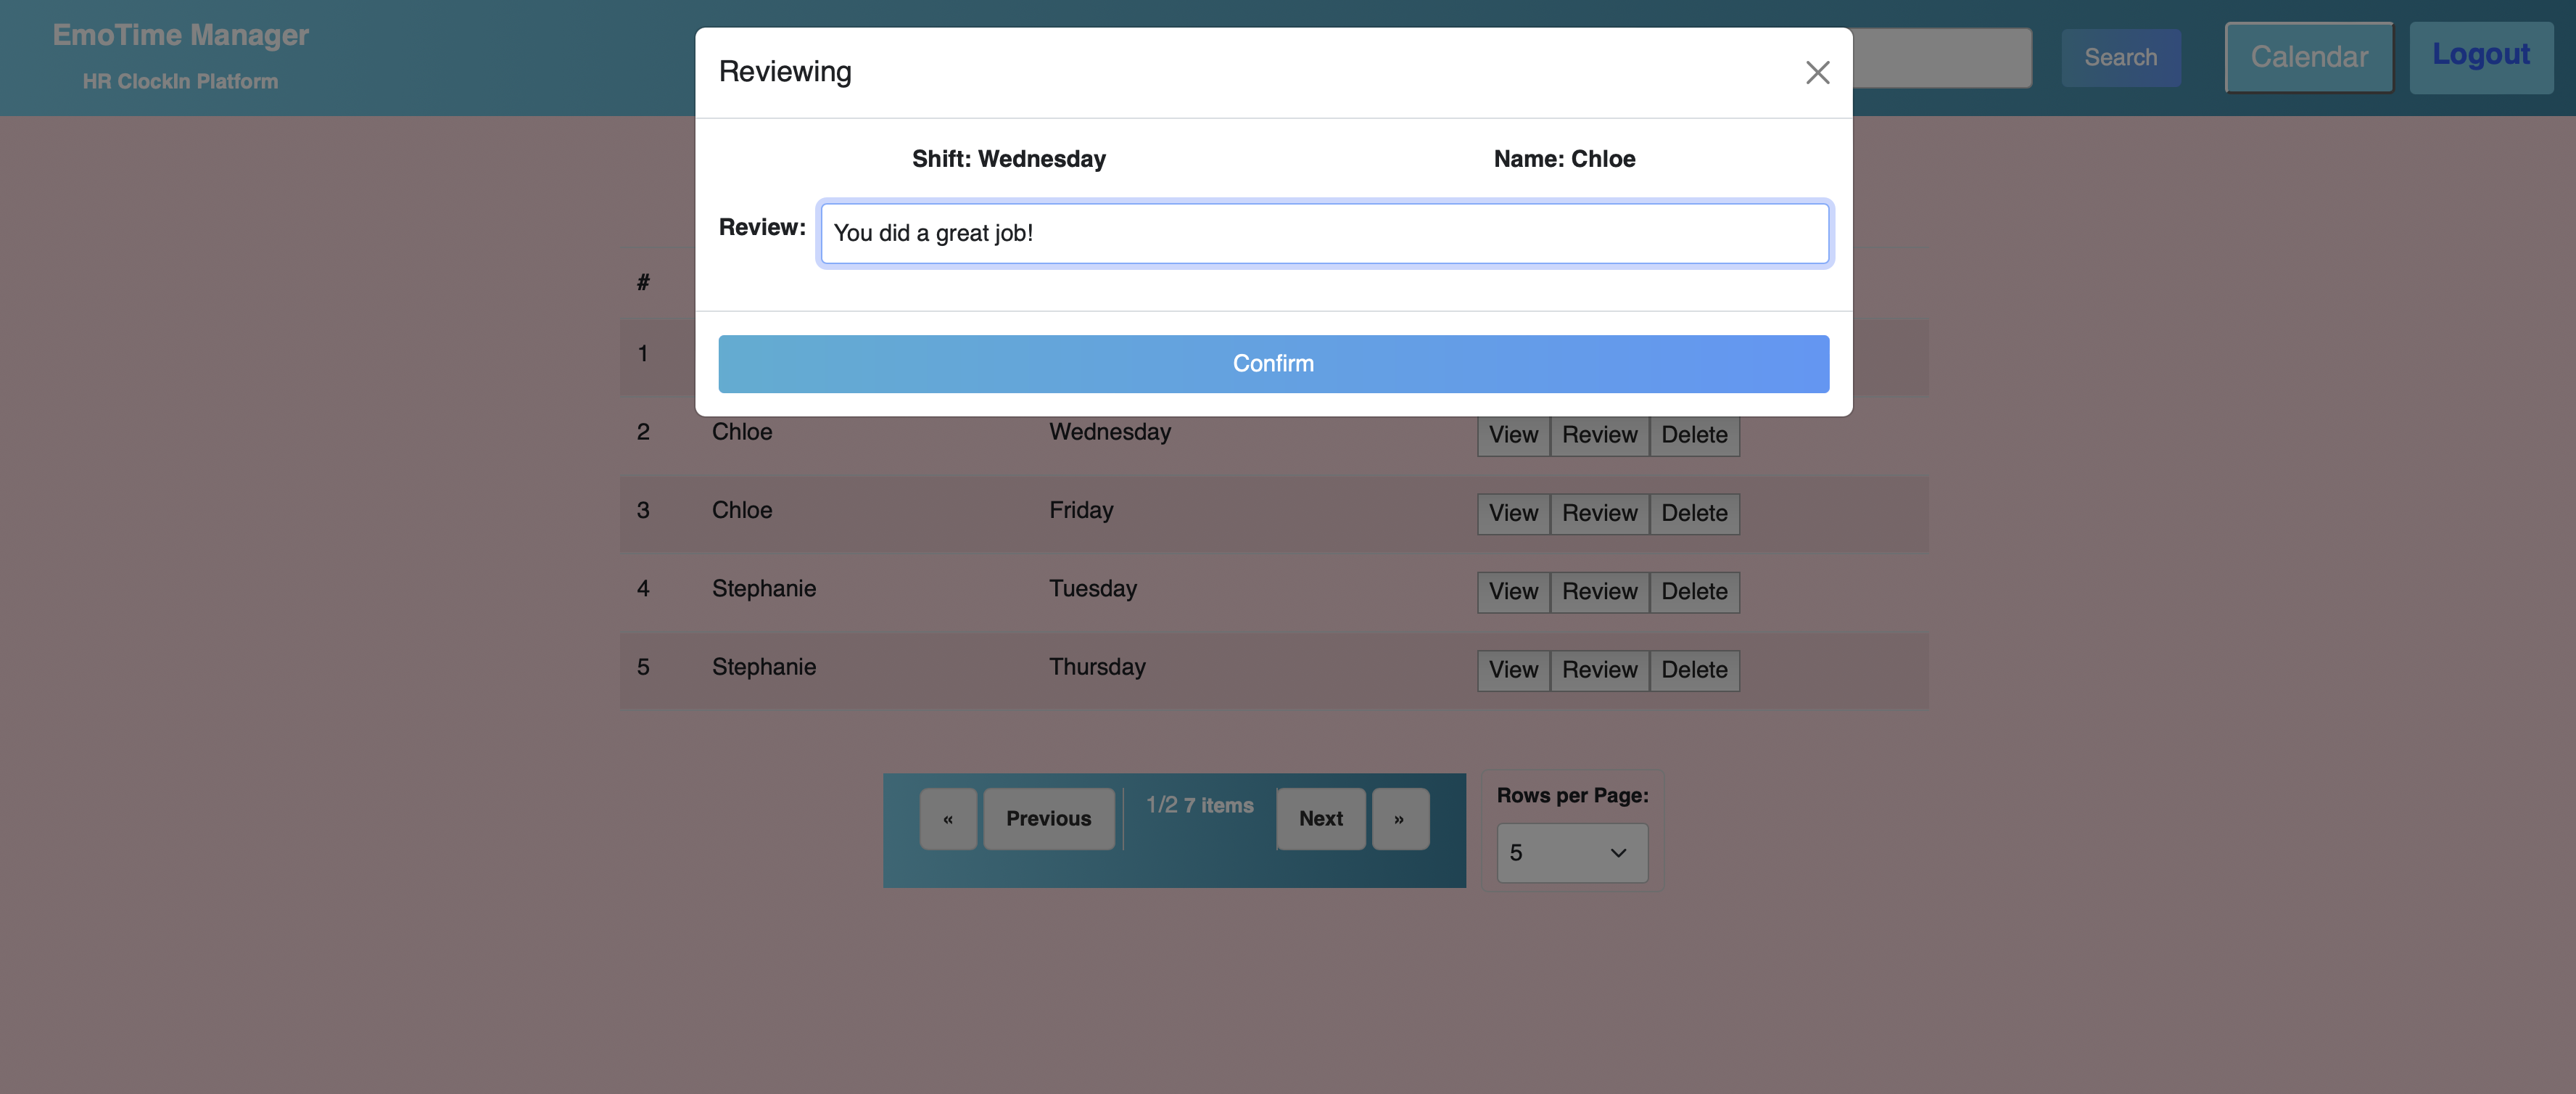 EmoTime Manager
HR ClockIn Platform
Search
Calendar
Logout
Reviewing
Shift: Wednesday
Name: Chloe
Review: You did a great job!
Confirm
#
1
2 Chloe Wednesday View Review Delete
3 Chloe Friday View Review Delete
4 Stephanie Tuesday View Review Delete
5 Stephanie Thursday View Review Delete
« Previous 1/2 7 items Next »
Rows per Page:
5